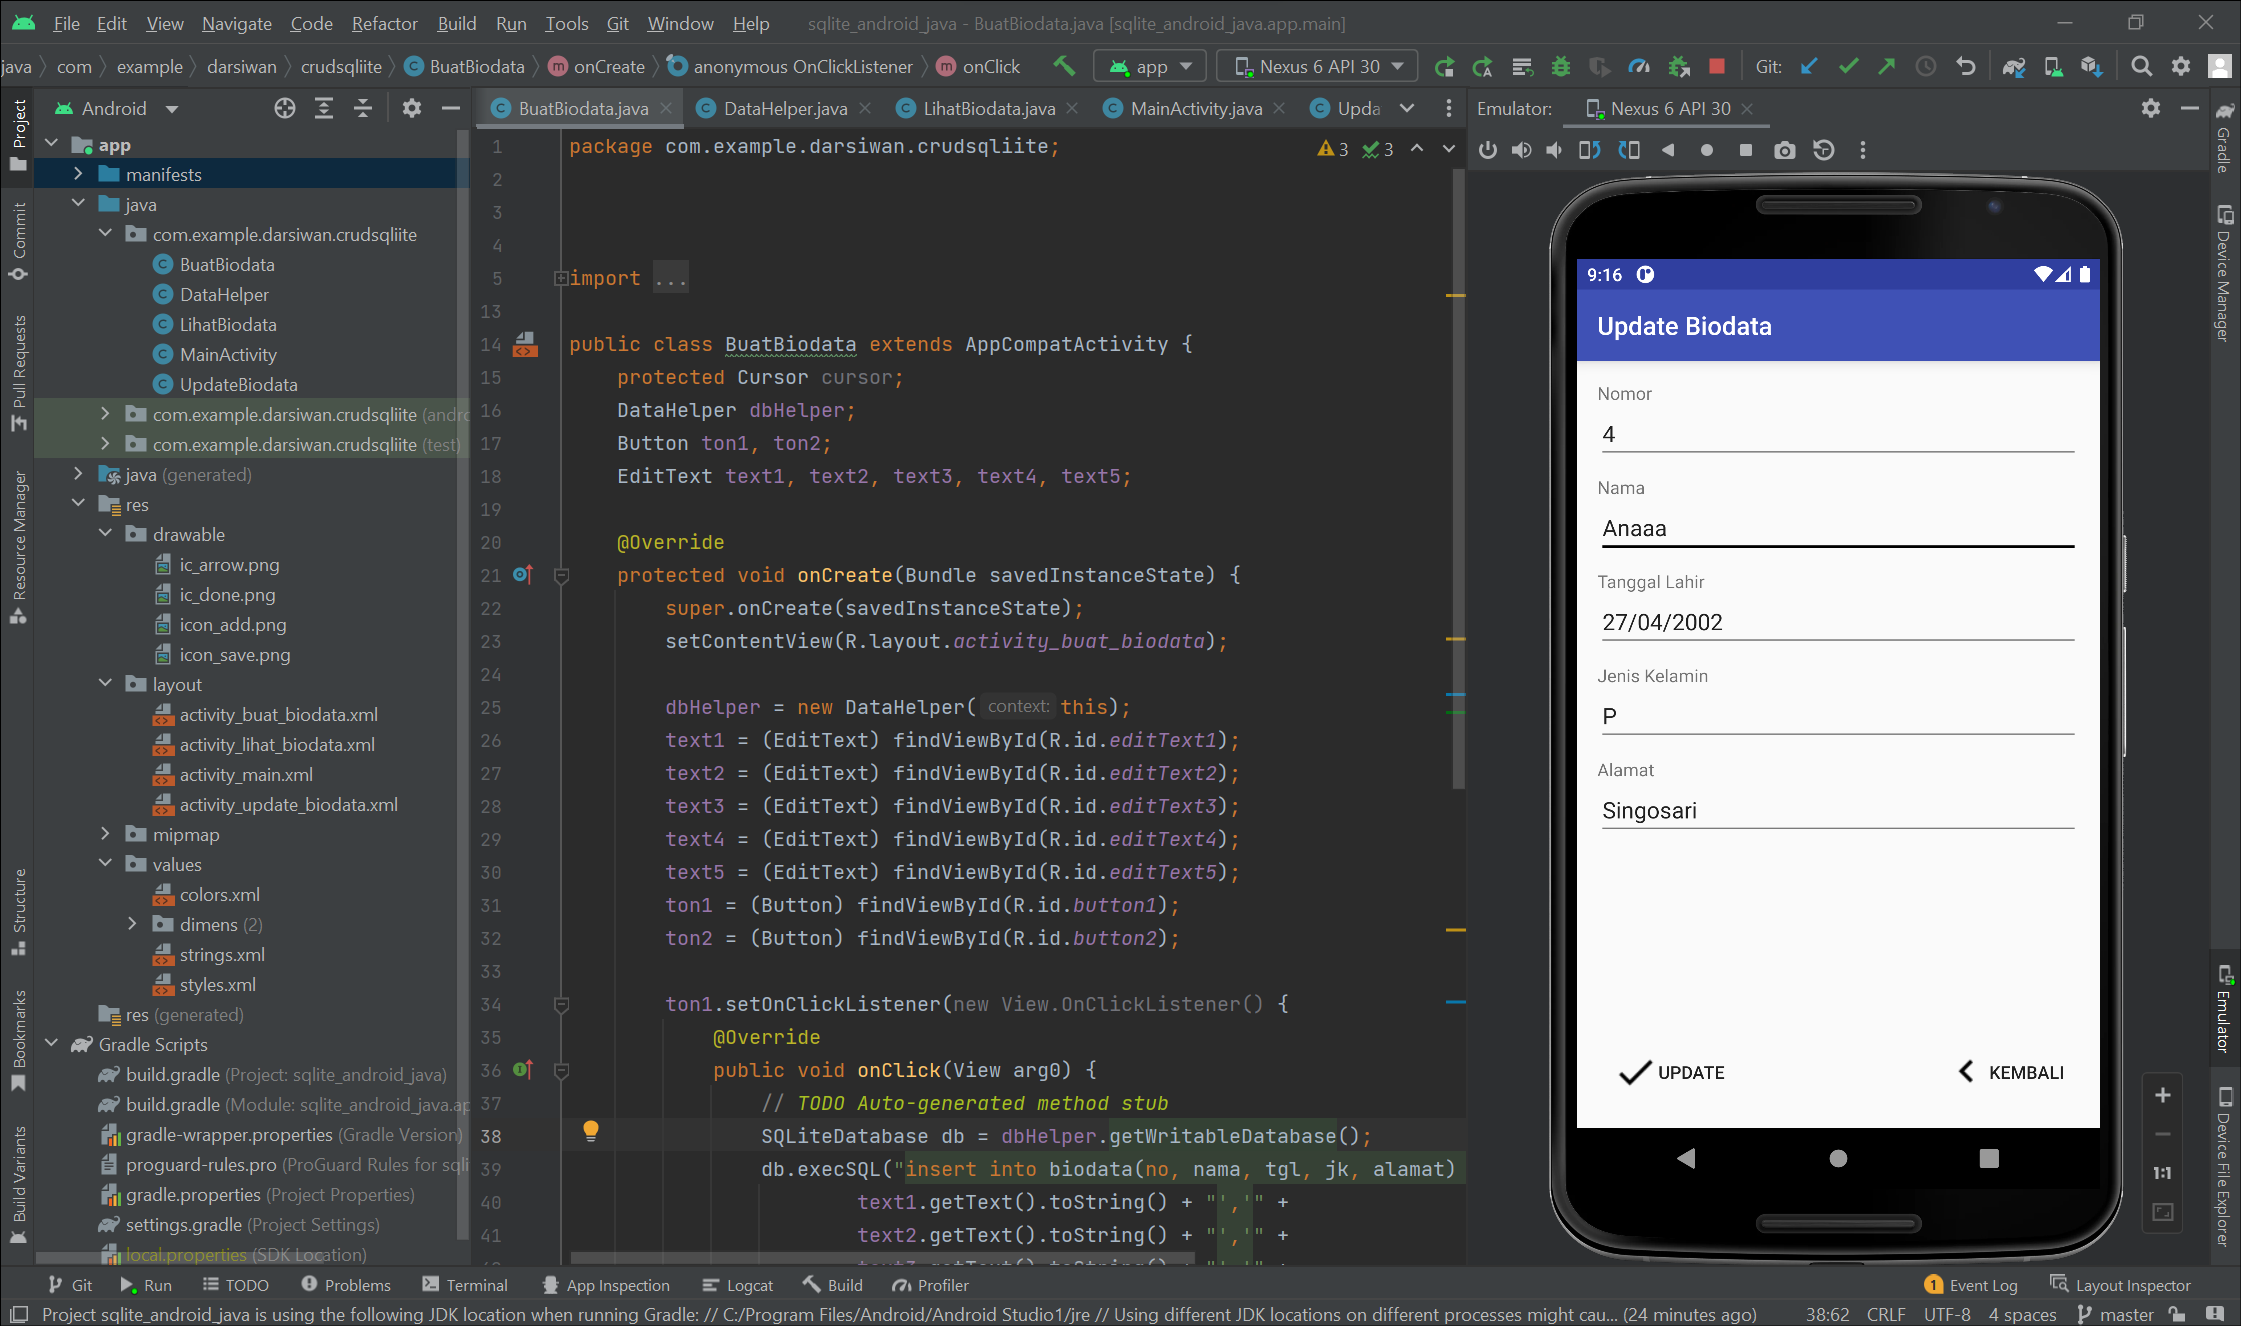 File Edit View Navigate Code Refactor Build Run Tools Git Window Help sqlite_android_java - BuatBiodata.java [sqlite_android_java.app.main]
java com example darsiwan crudsqliite BuatBiodata onCreate anonymous OnClickListener onClick app Nexus 6 API 30 Git:
Android
BuatBiodata.java DataHelper.java LihatBiodata.java MainActivity.java Upda
Emulator: Nexus 6 API 30
Project
Commit
Pull Requests
Resource Manager
Structure
Bookmarks
Build Variants
app
manifests
java
com.example.darsiwan.crudsqliite
BuatBiodata
DataHelper
LihatBiodata
MainActivity
UpdateBiodata
com.example.darsiwan.crudsqliite (andro
com.example.darsiwan.crudsqliite (test)
java (generated)
res
drawable
ic_arrow.png
ic_done.png
icon_add.png
icon_save.png
layout
activity_buat_biodata.xml
activity_lihat_biodata.xml
activity_main.xml
activity_update_biodata.xml
mipmap
values
colors.xml
dimens (2)
strings.xml
styles.xml
res (generated)
Gradle Scripts
build.gradle (Project: sqlite_android_java)
build.gradle (Module: sqlite_android_java.ap
gradle-wrapper.properties (Gradle Version)
proguard-rules.pro (ProGuard Rules for sqli
gradle.properties (Project Properties)
settings.gradle (Project Settings)
local.properties (SDK Location)
3 3
1 package com.example.darsiwan.crudsqliite;
2
3
4
5 import ...
13
14 public class BuatBiodata extends AppCompatActivity {
15 protected Cursor cursor;
16 DataHelper dbHelper;
17 Button ton1, ton2;
18 EditText text1, text2, text3, text4, text5;
19
20 @Override
21 protected void onCreate(Bundle savedInstanceState) {
22 super.onCreate(savedInstanceState);
23 setContentView(R.layout.activity_buat_biodata);
24
25 dbHelper = new DataHelper( context: this);
26 text1 = (EditText) findViewById(R.id.editText1);
27 text2 = (EditText) findViewById(R.id.editText2);
28 text3 = (EditText) findViewById(R.id.editText3);
29 text4 = (EditText) findViewById(R.id.editText4);
30 text5 = (EditText) findViewById(R.id.editText5);
31 ton1 = (Button) findViewById(R.id.button1);
32 ton2 = (Button) findViewById(R.id.button2);
33
34 ton1.setOnClickListener(new View.OnClickListener() {
35 @Override
36 public void onClick(View arg0) {
37 // TODO Auto-generated method stub
38 SQLiteDatabase db = dbHelper.getWritableDatabase();
39 db.execSQL("insert into biodata(no, nama, tgl, jk, alamat)
40 text1.getText().toString() + "','" +
41 text2.getText().toString() + "','" +
9:16
Update Biodata
Nomor
4
Nama
Anaaa
Tanggal Lahir
27/04/2002
Jenis Kelamin
P
Alamat
Singosari
UPDATE KEMBALI
1:1
Gradle
Device Manager
Emulator
Device File Explorer
Git Run TODO Problems Terminal App Inspection Logcat Build Profiler 1 Event Log Layout Inspector
Project sqlite_android_java is using the following JDK location when running Gradle: // C:/Program Files/Android/Android Studio1/jre // Using different JDK locations on different processes might cau... (24 minutes ago) 38:62 CRLF UTF-8 4 spaces master